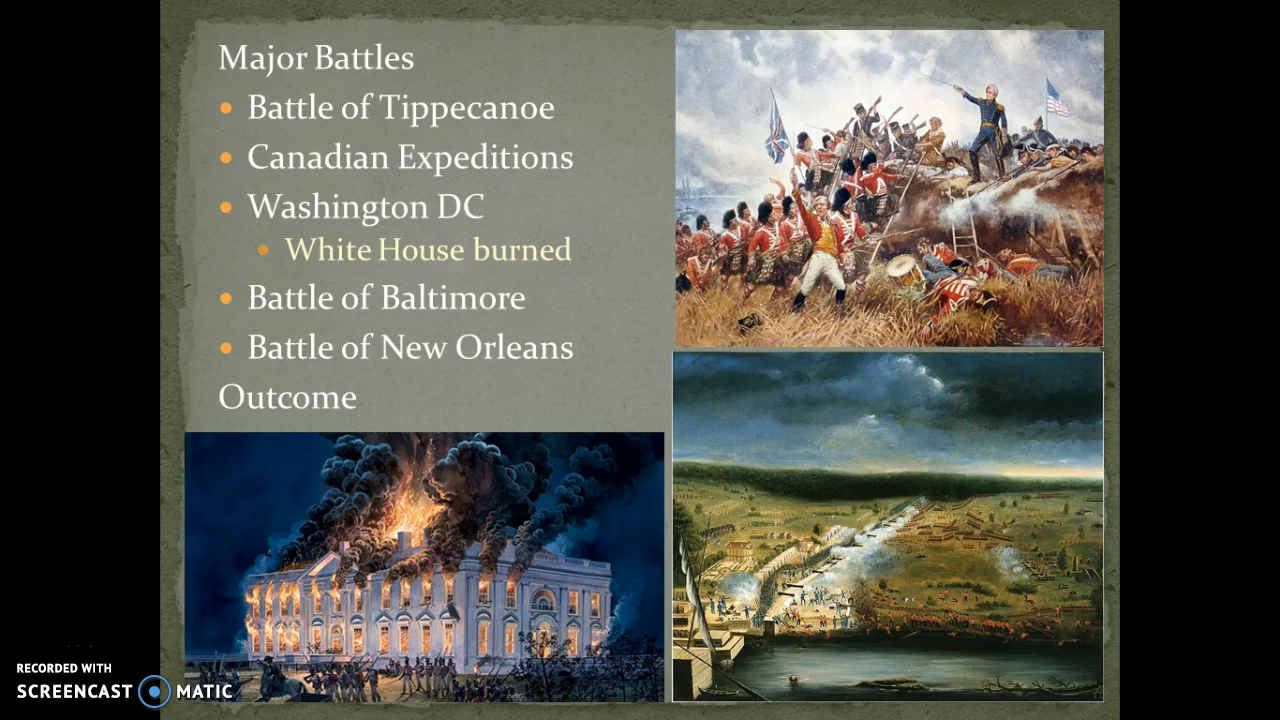 Major Battles
• Battle of Tippecanoe
• Canadian Expeditions
• Washington DC
• White House burned
• Battle of Baltimore
• Battle of New Orleans
Outcome
RECORDED WITH
SCREENCAST MATIC